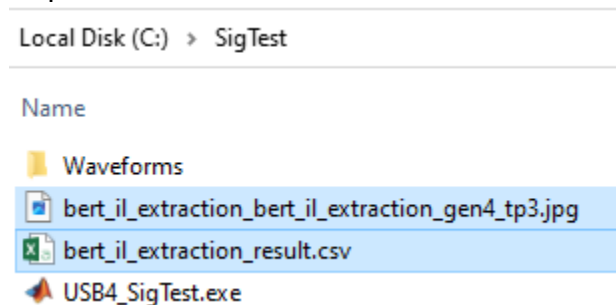 Local Disk (C:) > SigTest
Name
Waveforms
bert_il_extraction_bert_il_extraction_gen4_tp3.jpg
bert_il_extraction_result.csv
USB4_SigTest.exe